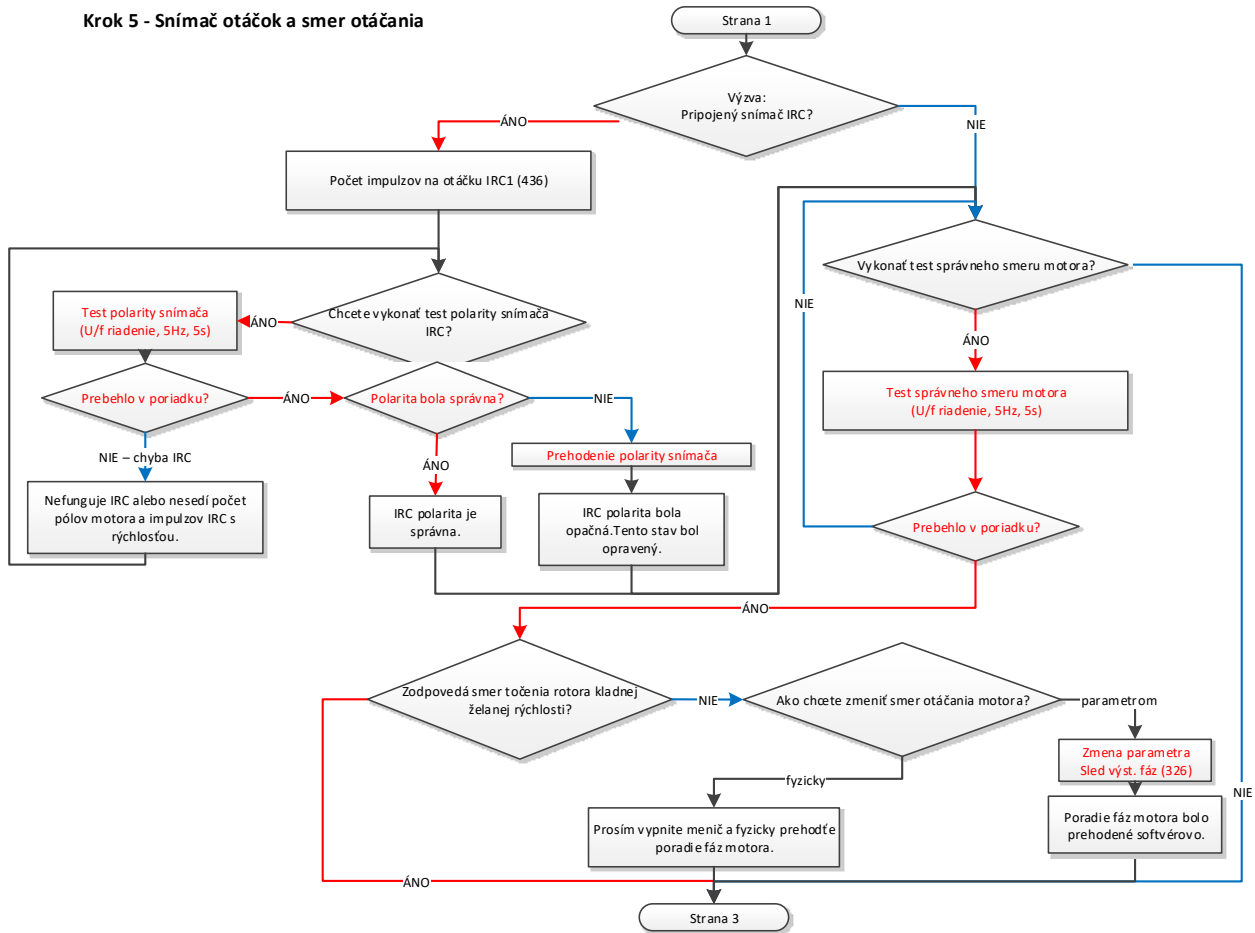 Krok 5 - Snímač otáčok a smer otáčania
Strana 1
Výzva:
Pripojený snímač IRC?
ÁNO
NIE
Počet impulzov na otáčku IRC1 (436)
Vykonať test správneho smeru motora?
NIE
Chcete vykonať test polarity snímača
IRC?
ÁNO
Test polarity snímača
(U/f riadenie, 5Hz, 5s)
ÁNO
Test správneho smeru motora
(U/f riadenie, 5Hz, 5s)
Prebehlo v poriadku?
ÁNO
Polarita bola správna?
NIE
NIE – chyba IRC
ÁNO
Prehodenie polarity snímača
Nefunguje IRC alebo nesedí počet
pólov motora a impulzov IRC s
rýchlosťou.
IRC polarita je
správna.
IRC polarita bola
opačná.Tento stav bol
opravený.
Prebehlo v poriadku?
ÁNO
Zodpovedá smer točenia rotora kladnej
želanej rýchlosti?
NIE
Ako chcete zmeniť smer otáčania motora?
parametrom
Zmena parametra
Sled výst. fáz (326)
fyzicky
NIE
Prosím vypnite menič a fyzicky prehoďte
poradie fáz motora.
Poradie fáz motora bolo
prehodené softvérovo.
ÁNO
Strana 3